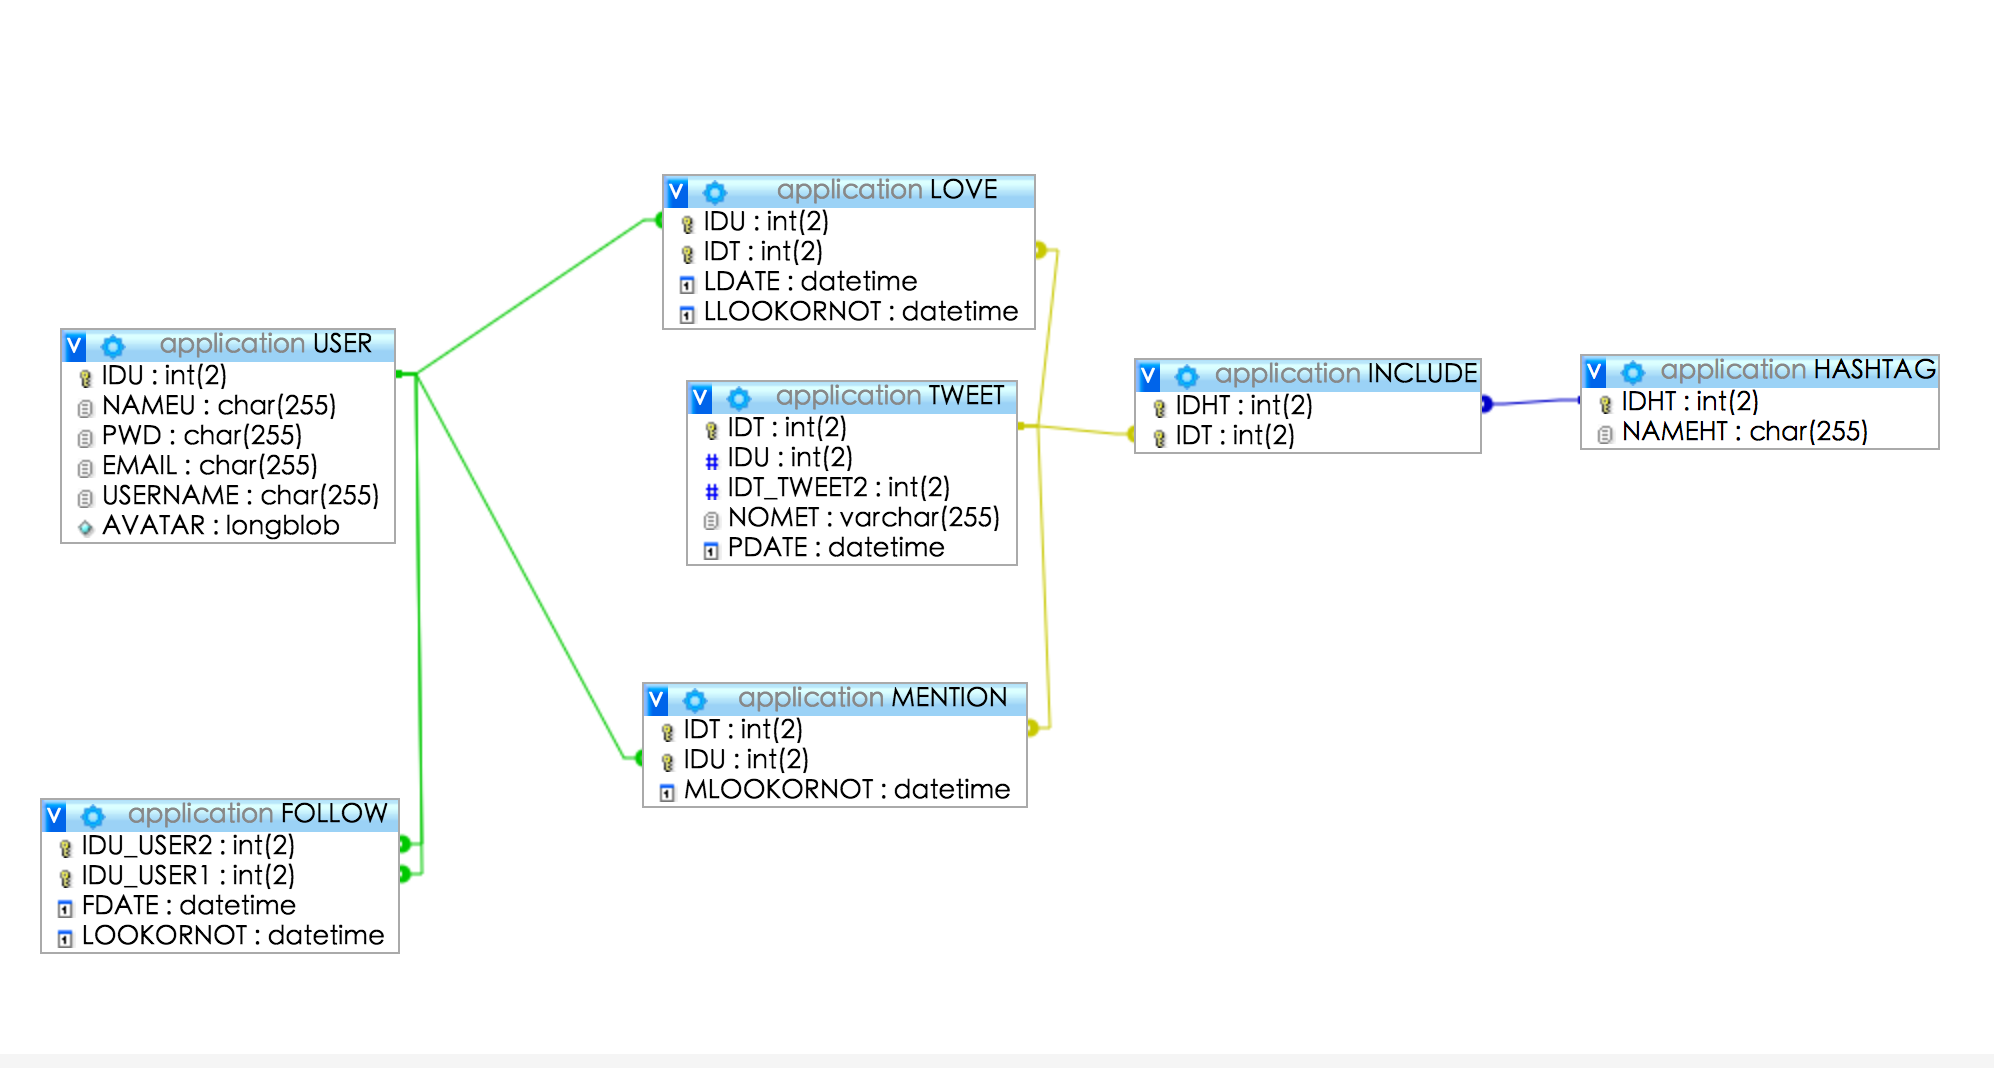 application USER
IDU : int(2)
NAMEU : char(255)
PWD : char(255)
EMAIL : char(255)
USERNAME : char(255)
AVATAR : longblob
application FOLLOW
IDU_USER2 : int(2)
IDU_USER1 : int(2)
FDATE : datetime
LOOKORNOT : datetime
application LOVE
IDU : int(2)
IDT : int(2)
LDATE : datetime
LLOOKORNOT : datetime
application TWEET
IDT : int(2)
IDU : int(2)
IDT_TWEET2 : int(2)
NOMET : varchar(255)
PDATE : datetime
application MENTION
IDT : int(2)
IDU : int(2)
MLOOKORNOT : datetime
application INCLUDE
IDHT : int(2)
IDT : int(2)
application HASHTAG
IDHT : int(2)
NAMEHT : char(255)